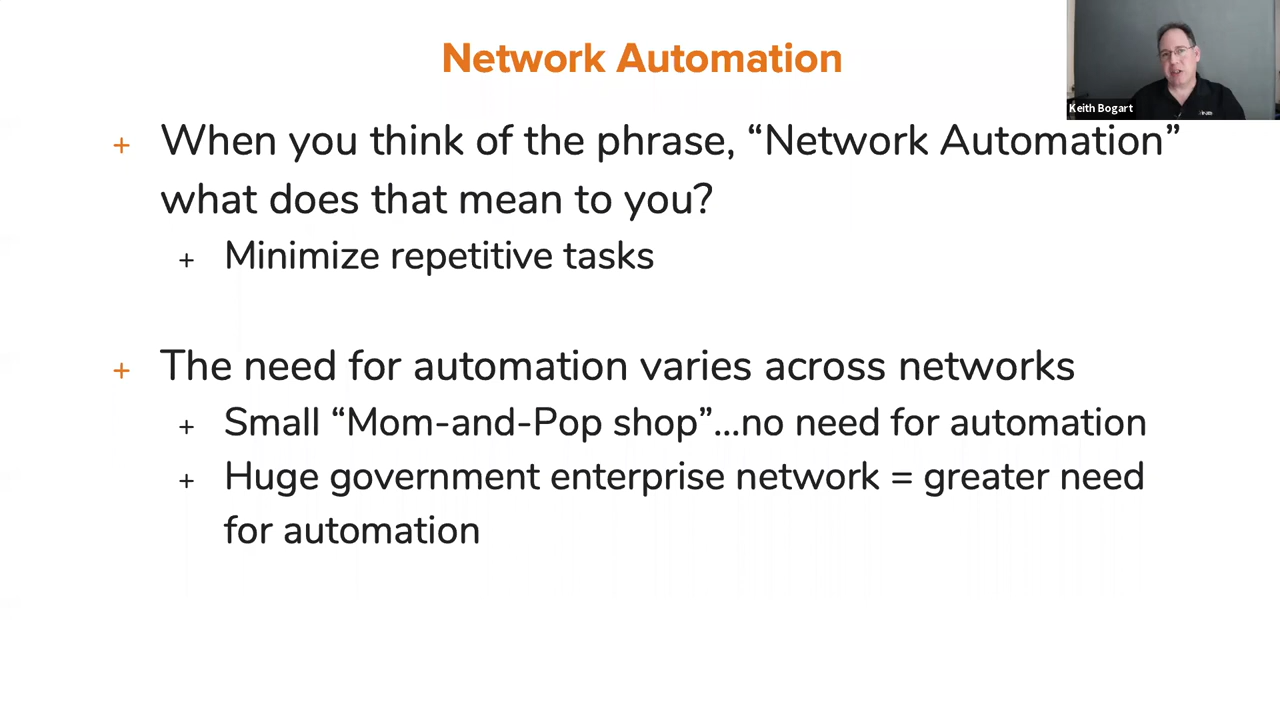 Network Automation
Keith Bogart
+ When you think of the phrase, “Network Automation”
what does that mean to you?
+ Minimize repetitive tasks
+ The need for automation varies across networks
+ Small “Mom-and-Pop shop”...no need for automation
+ Huge government enterprise network = greater need
for automation